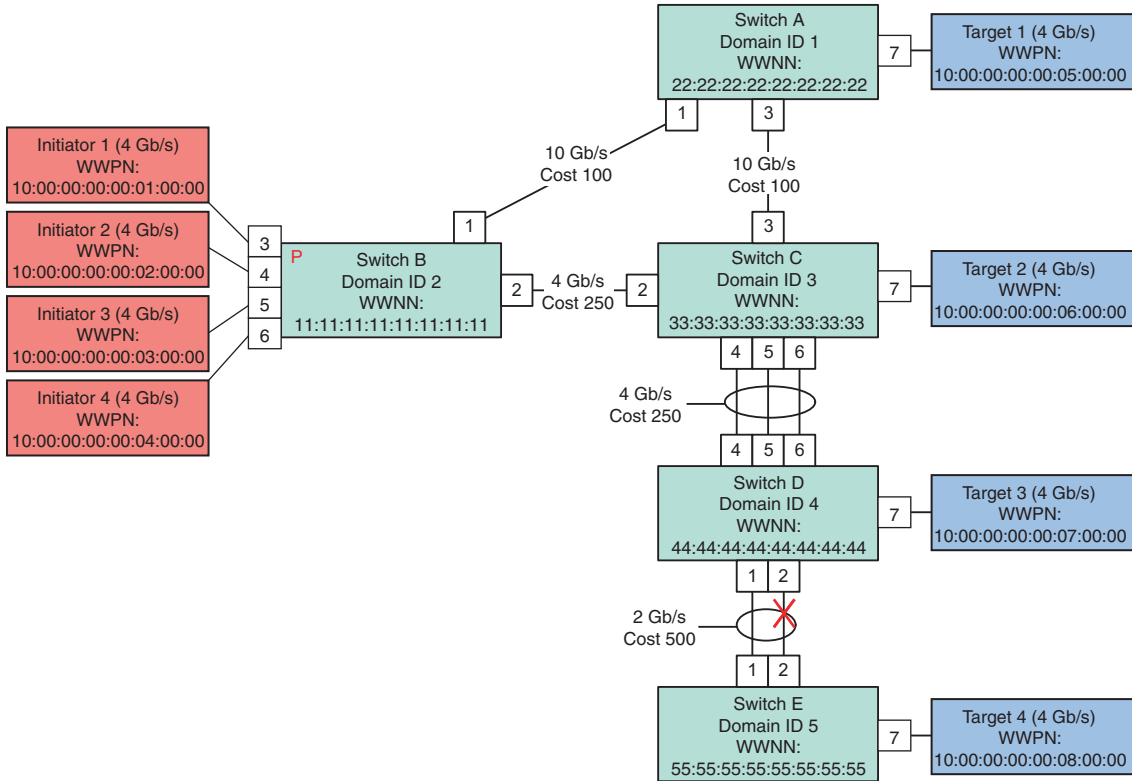 Switch A
Domain ID 1
WWNN:
22:22:22:22:22:22:22:22
1
3
7
Target 1 (4 Gb/s)
WWPN:
10:00:00:00:00:05:00:00
10 Gb/s
Cost 100
10 Gb/s
Cost 100
Initiator 1 (4 Gb/s)
WWPN:
10:00:00:00:00:01:00:00
Initiator 2 (4 Gb/s)
WWPN:
10:00:00:00:00:02:00:00
Initiator 3 (4 Gb/s)
WWPN:
10:00:00:00:00:03:00:00
Initiator 4 (4 Gb/s)
WWPN:
10:00:00:00:00:04:00:00
3
4
5
6
1
P
Switch B
Domain ID 2
WWNN:
11:11:11:11:11:11:11:11
2
4 Gb/s
Cost 250
2
3
Switch C
Domain ID 3
WWNN:
33:33:33:33:33:33:33:33
7
Target 2 (4 Gb/s)
WWPN:
10:00:00:00:00:06:00:00
4
5
6
4 Gb/s
Cost 250
4
5
6
Switch D
Domain ID 4
WWNN:
44:44:44:44:44:44:44:44
7
Target 3 (4 Gb/s)
WWPN:
10:00:00:00:00:07:00:00
1
2
2 Gb/s
Cost 500
1
2
Switch E
Domain ID 5
WWNN:
55:55:55:55:55:55:55:55
7
Target 4 (4 Gb/s)
WWPN:
10:00:00:00:00:08:00:00